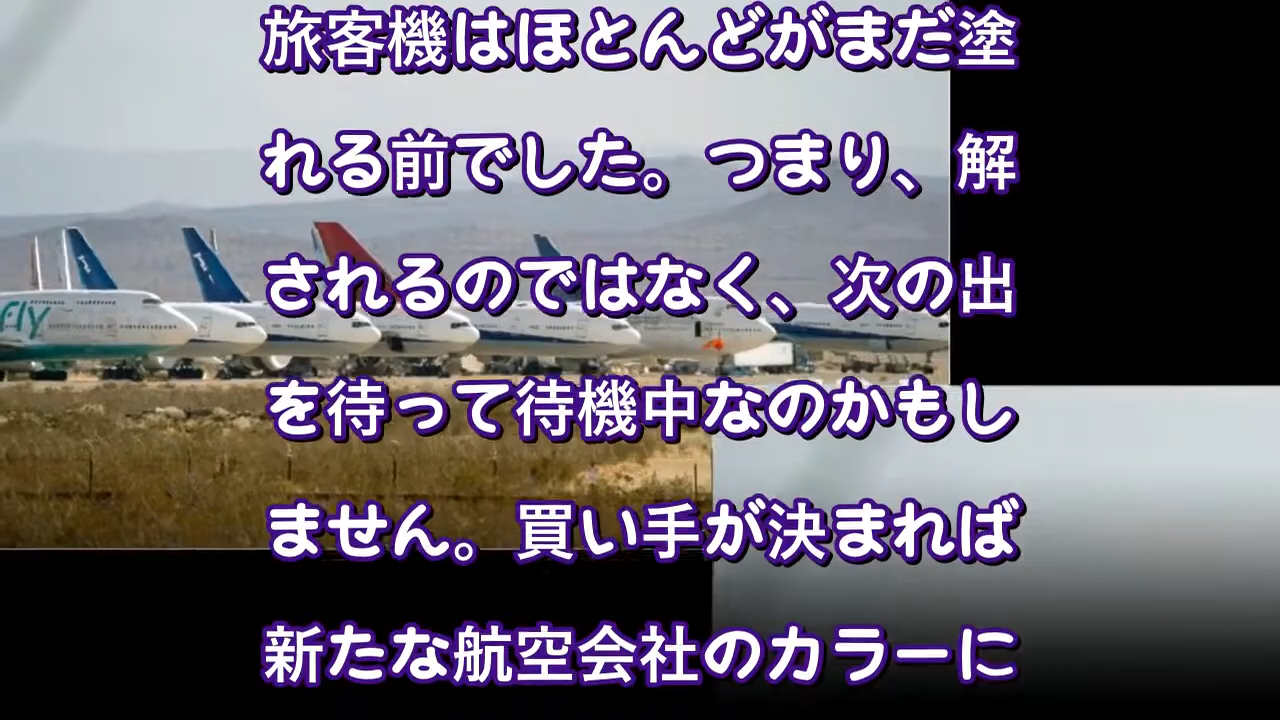 旅客機はほとんどがまだ塗
れる前でした。つまり、解
されるのではなく、次の出
を待って待機中なのかもし
ません。買い手が決まれば
新たな航空会社のカラーに
fly